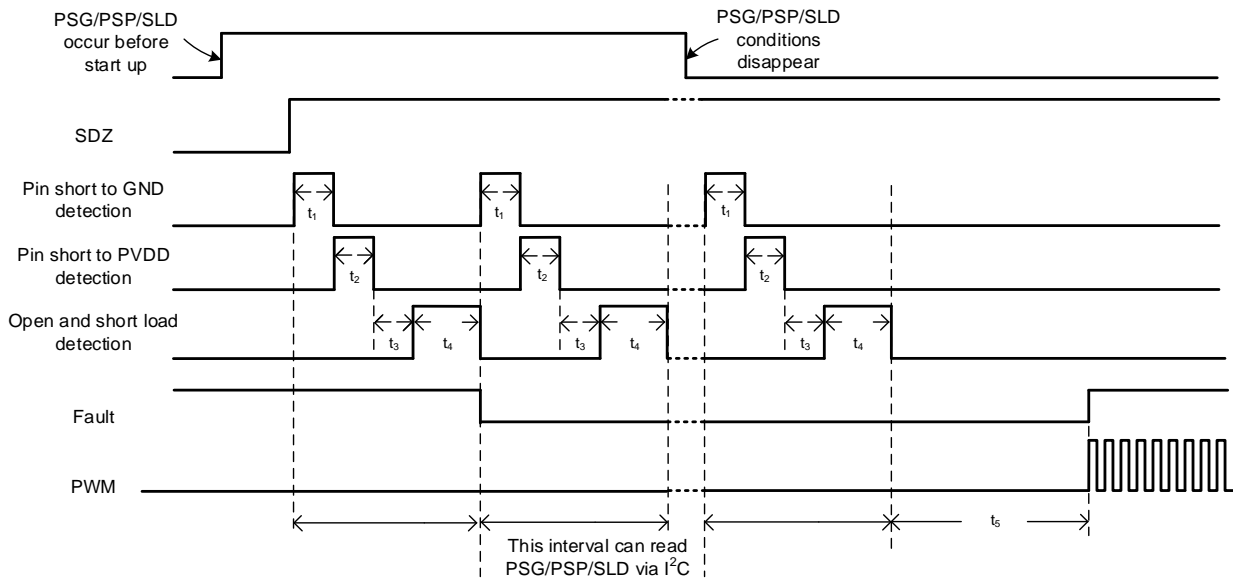 PSG/PSP/SLD
occur before
start up
PSG/PSP/SLD
conditions
disappear
SDZ
Pin short to GND
detection
t₁
t₁
t₁
Pin short to PVDD
detection
t₂
t₂
t₂
Open and short load
detection
t₃
t₄
t₃
t₄
t₃
t₄
Fault
PWM
t₅
This interval can read
PSG/PSP/SLD via I²C